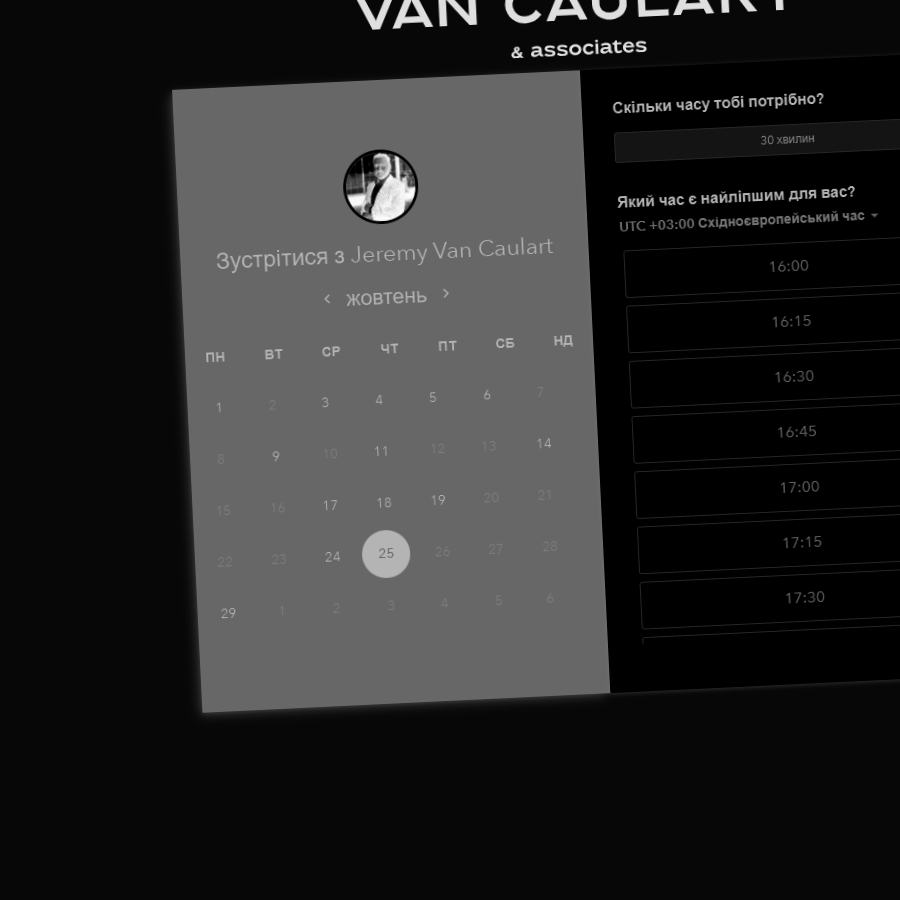 VAN CAULART
& associates
Зустрітися з Jeremy Van Caulart
жовтень
ПН ВТ СР ЧТ ПТ СБ НД
1 2 3 4 5 6 7
8 9 10 11 12 13 14
15 16 17 18 19 20 21
22 23 24 25 26 27 28
29 1 2 3 4 5 6
Скільки часу тобі потрібно?
30 хвилин
Який час є найліпшим для вас?
UTC +03:00 Східноєвропейський час
16:00
16:15
16:30
16:45
17:00
17:15
17:30